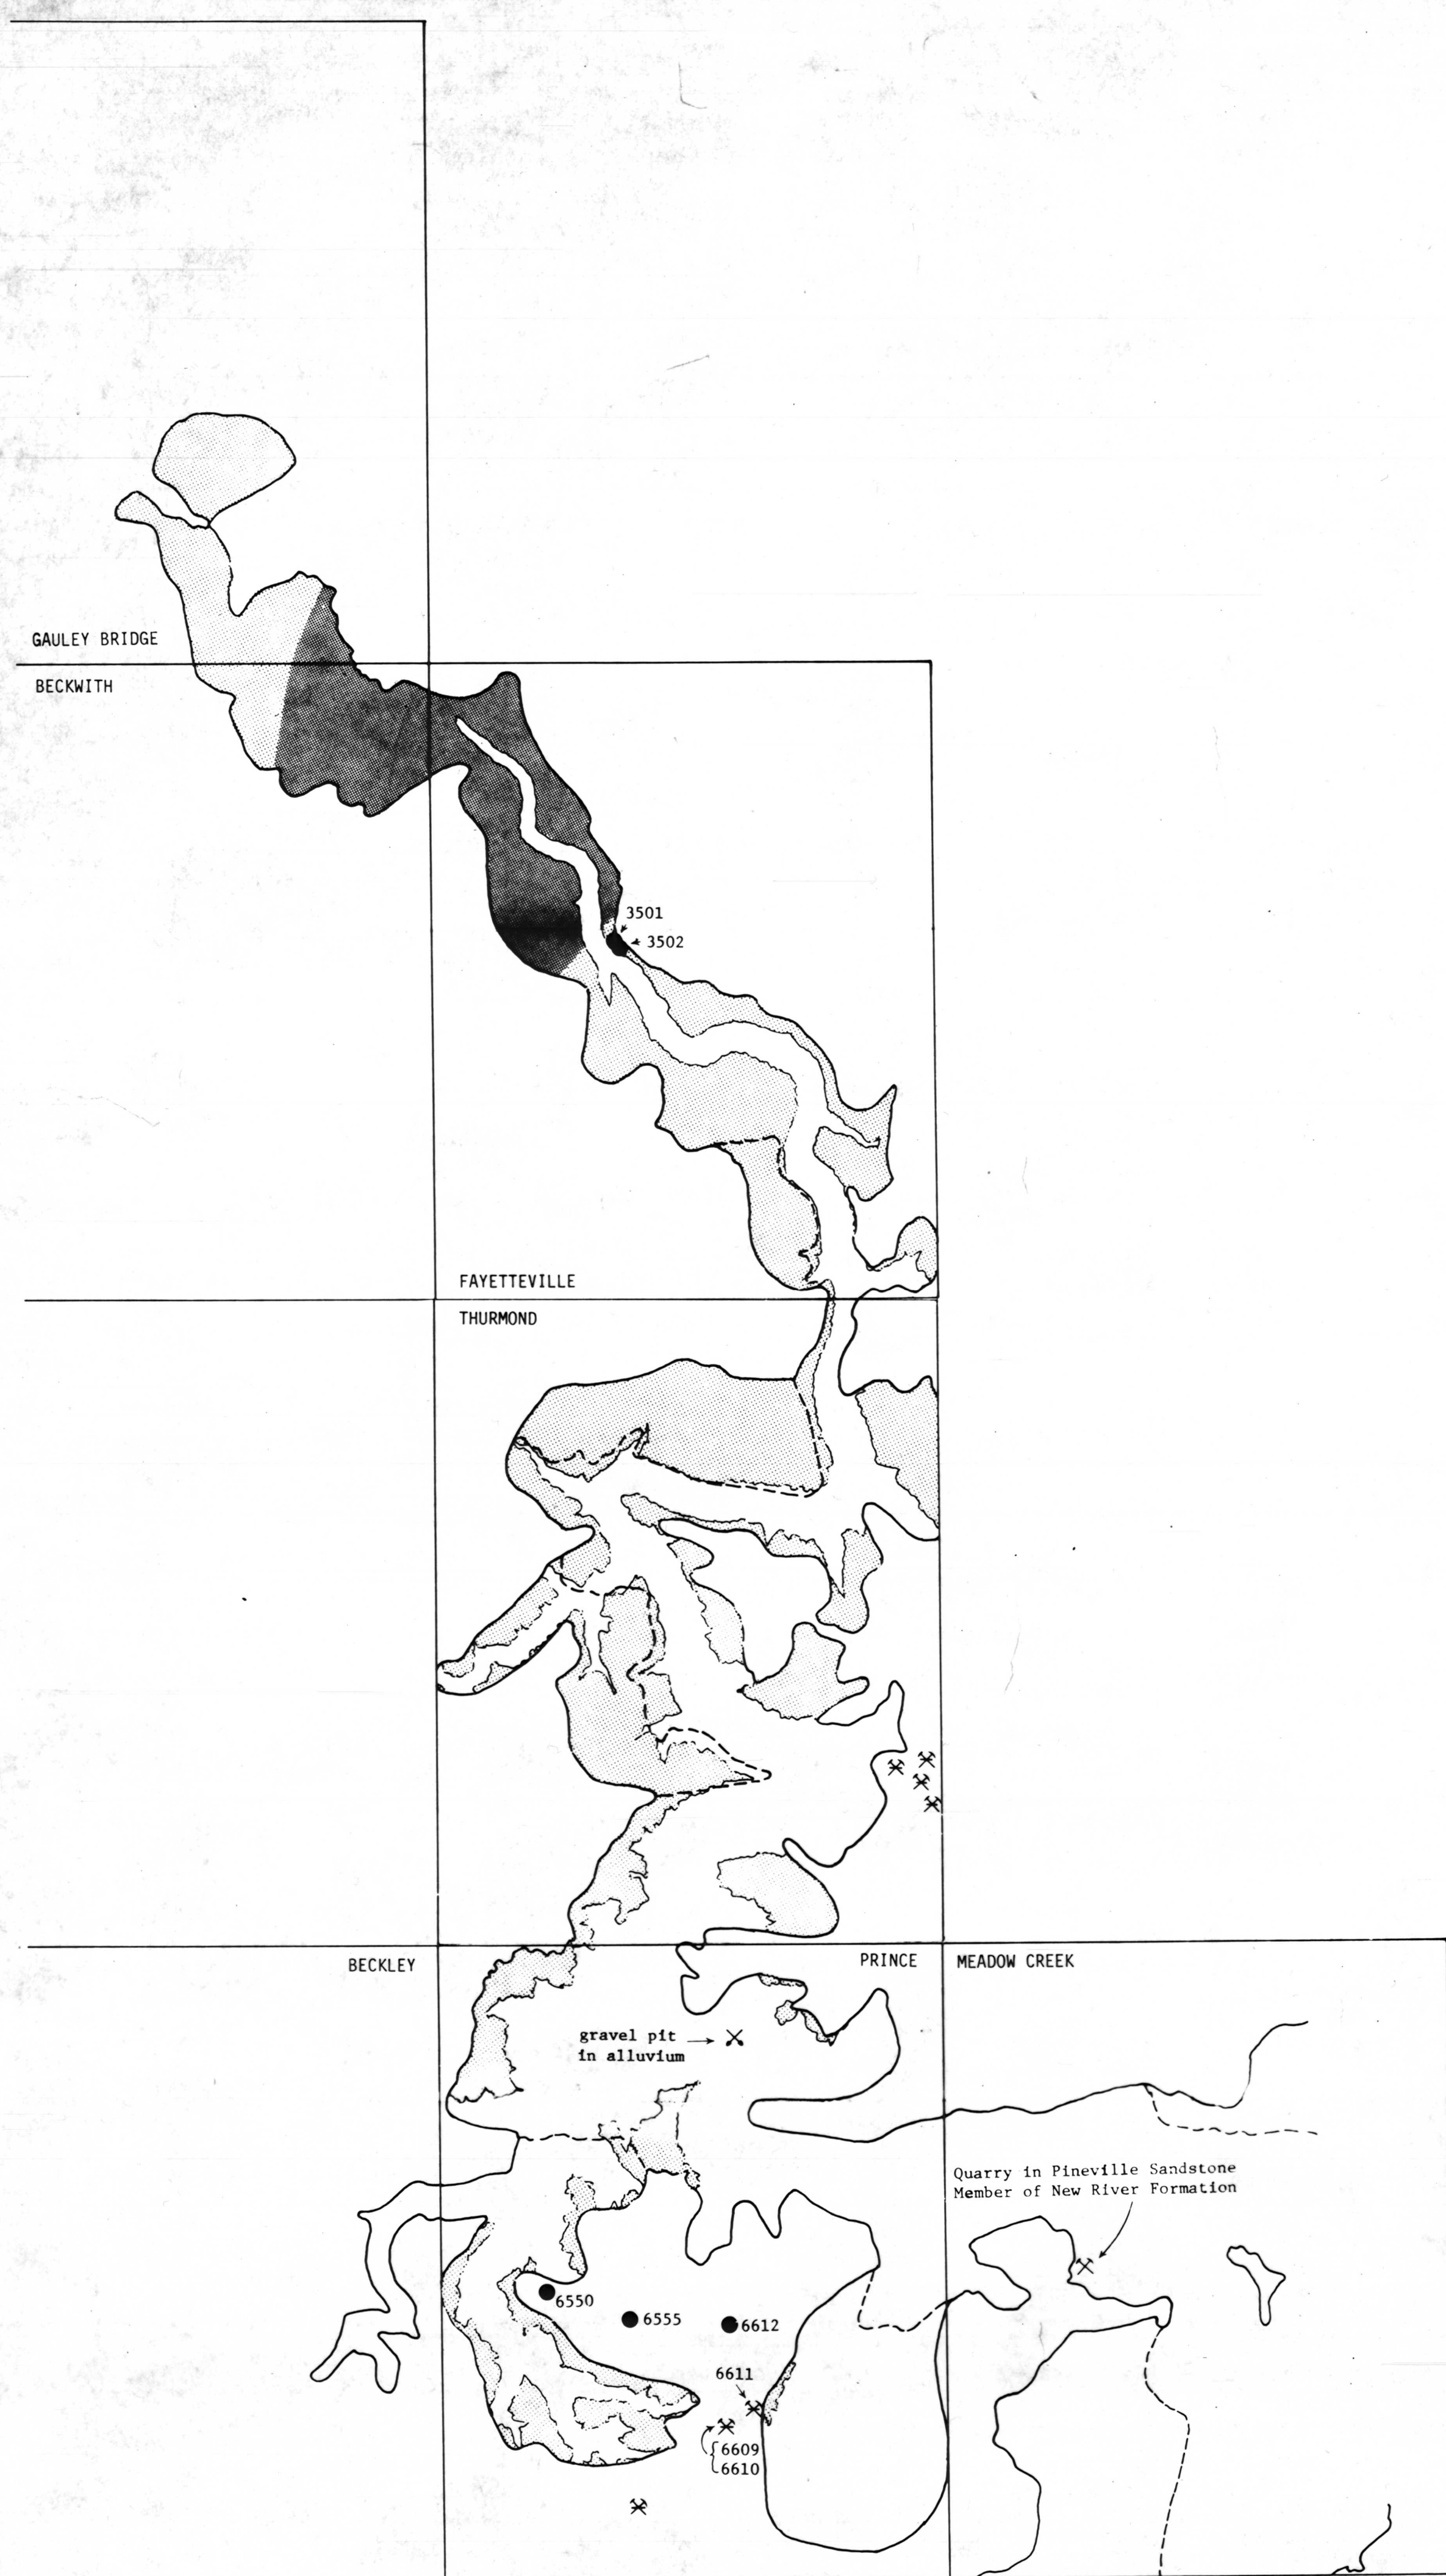 GAULEY BRIDGE
BECKWITH
3501
3502
FAYETTEVILLE
THURMOND
BECKLEY
PRINCE
MEADOW CREEK
gravel pit
in alluvium
Quarry in Pineville Sandstone
Member of New River Formation
6550
6555
6612
6611
6609
6610